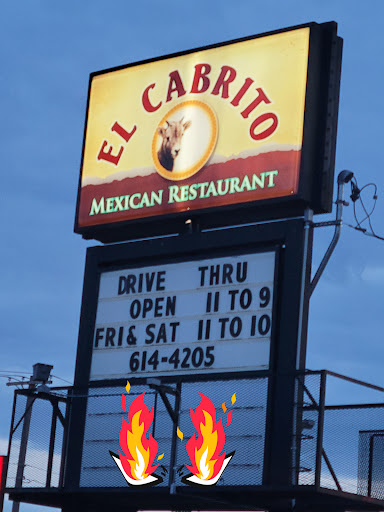 EL CABRITO
MEXICAN RESTAURANT
DRIVE THRU
OPEN 11 TO 9
FRI & SAT 11 TO 10
614-4205